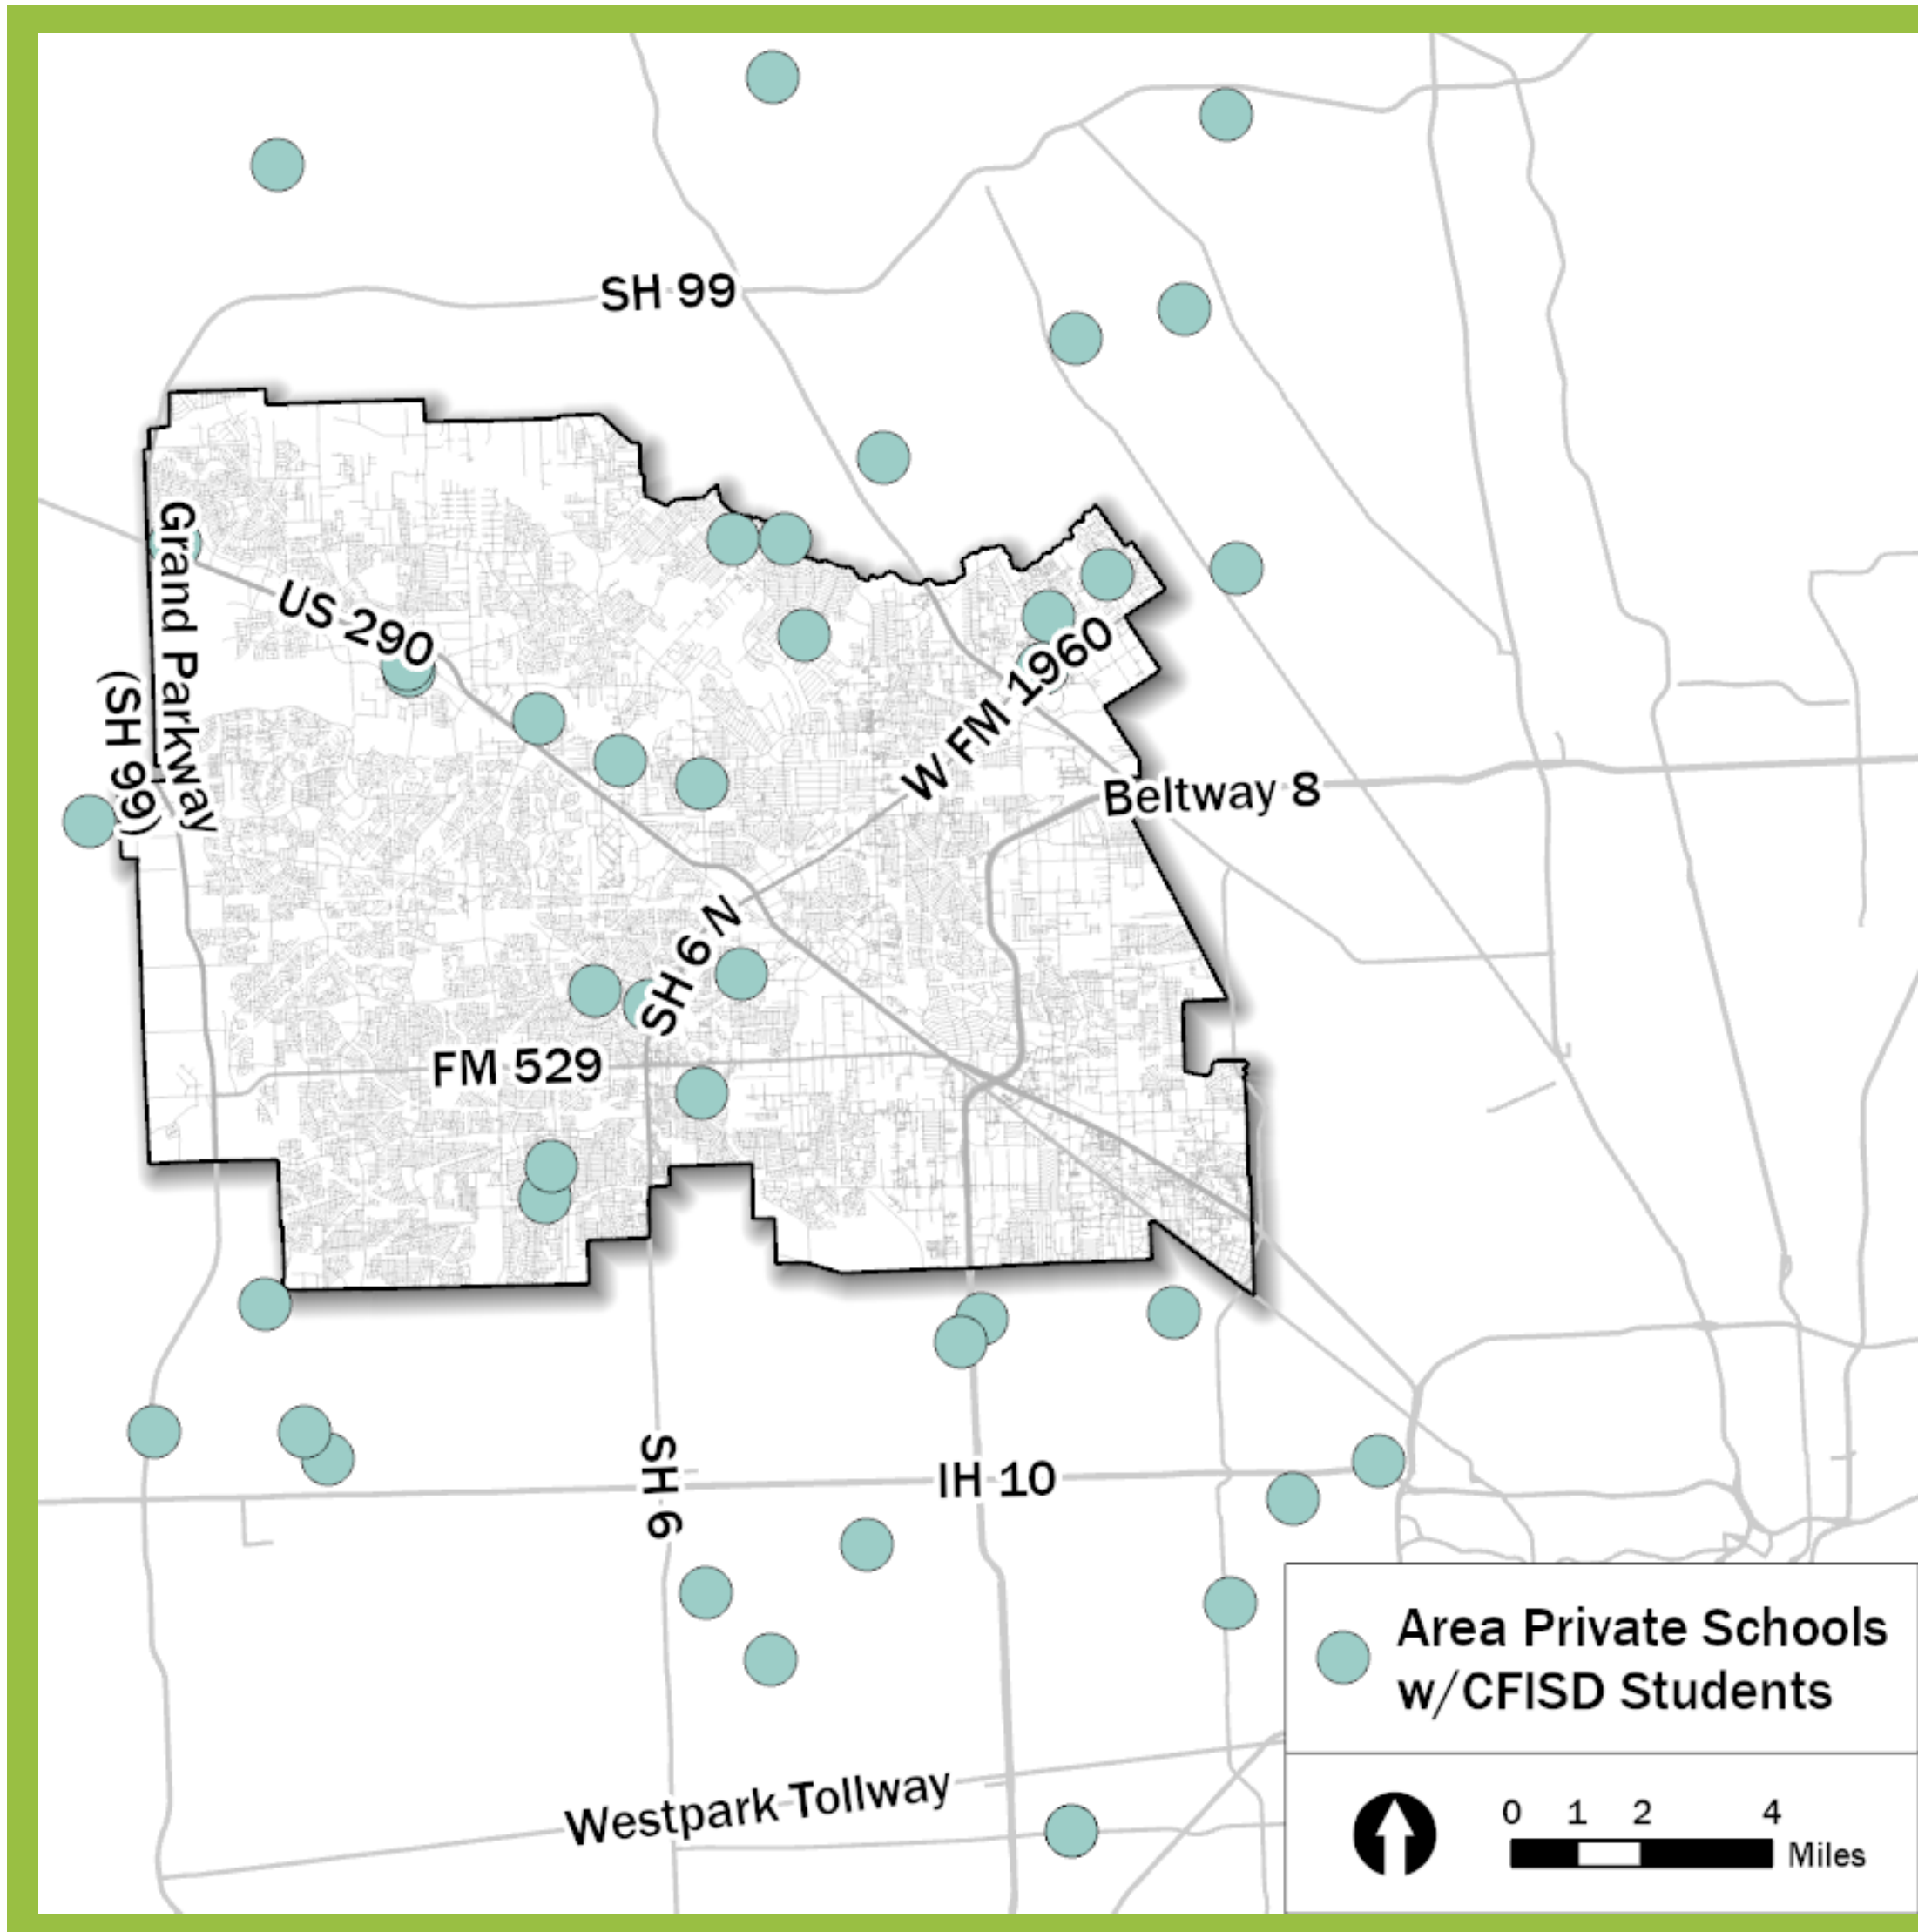 SH 99
Grand Parkway
(SH 99)
US 290
W FM 1960
Beltway 8
SH 6 N
FM 529
SH 6
IH 10
Westpark Tollway
Area Private Schools
w/CFISD Students
0 1 2 4
Miles